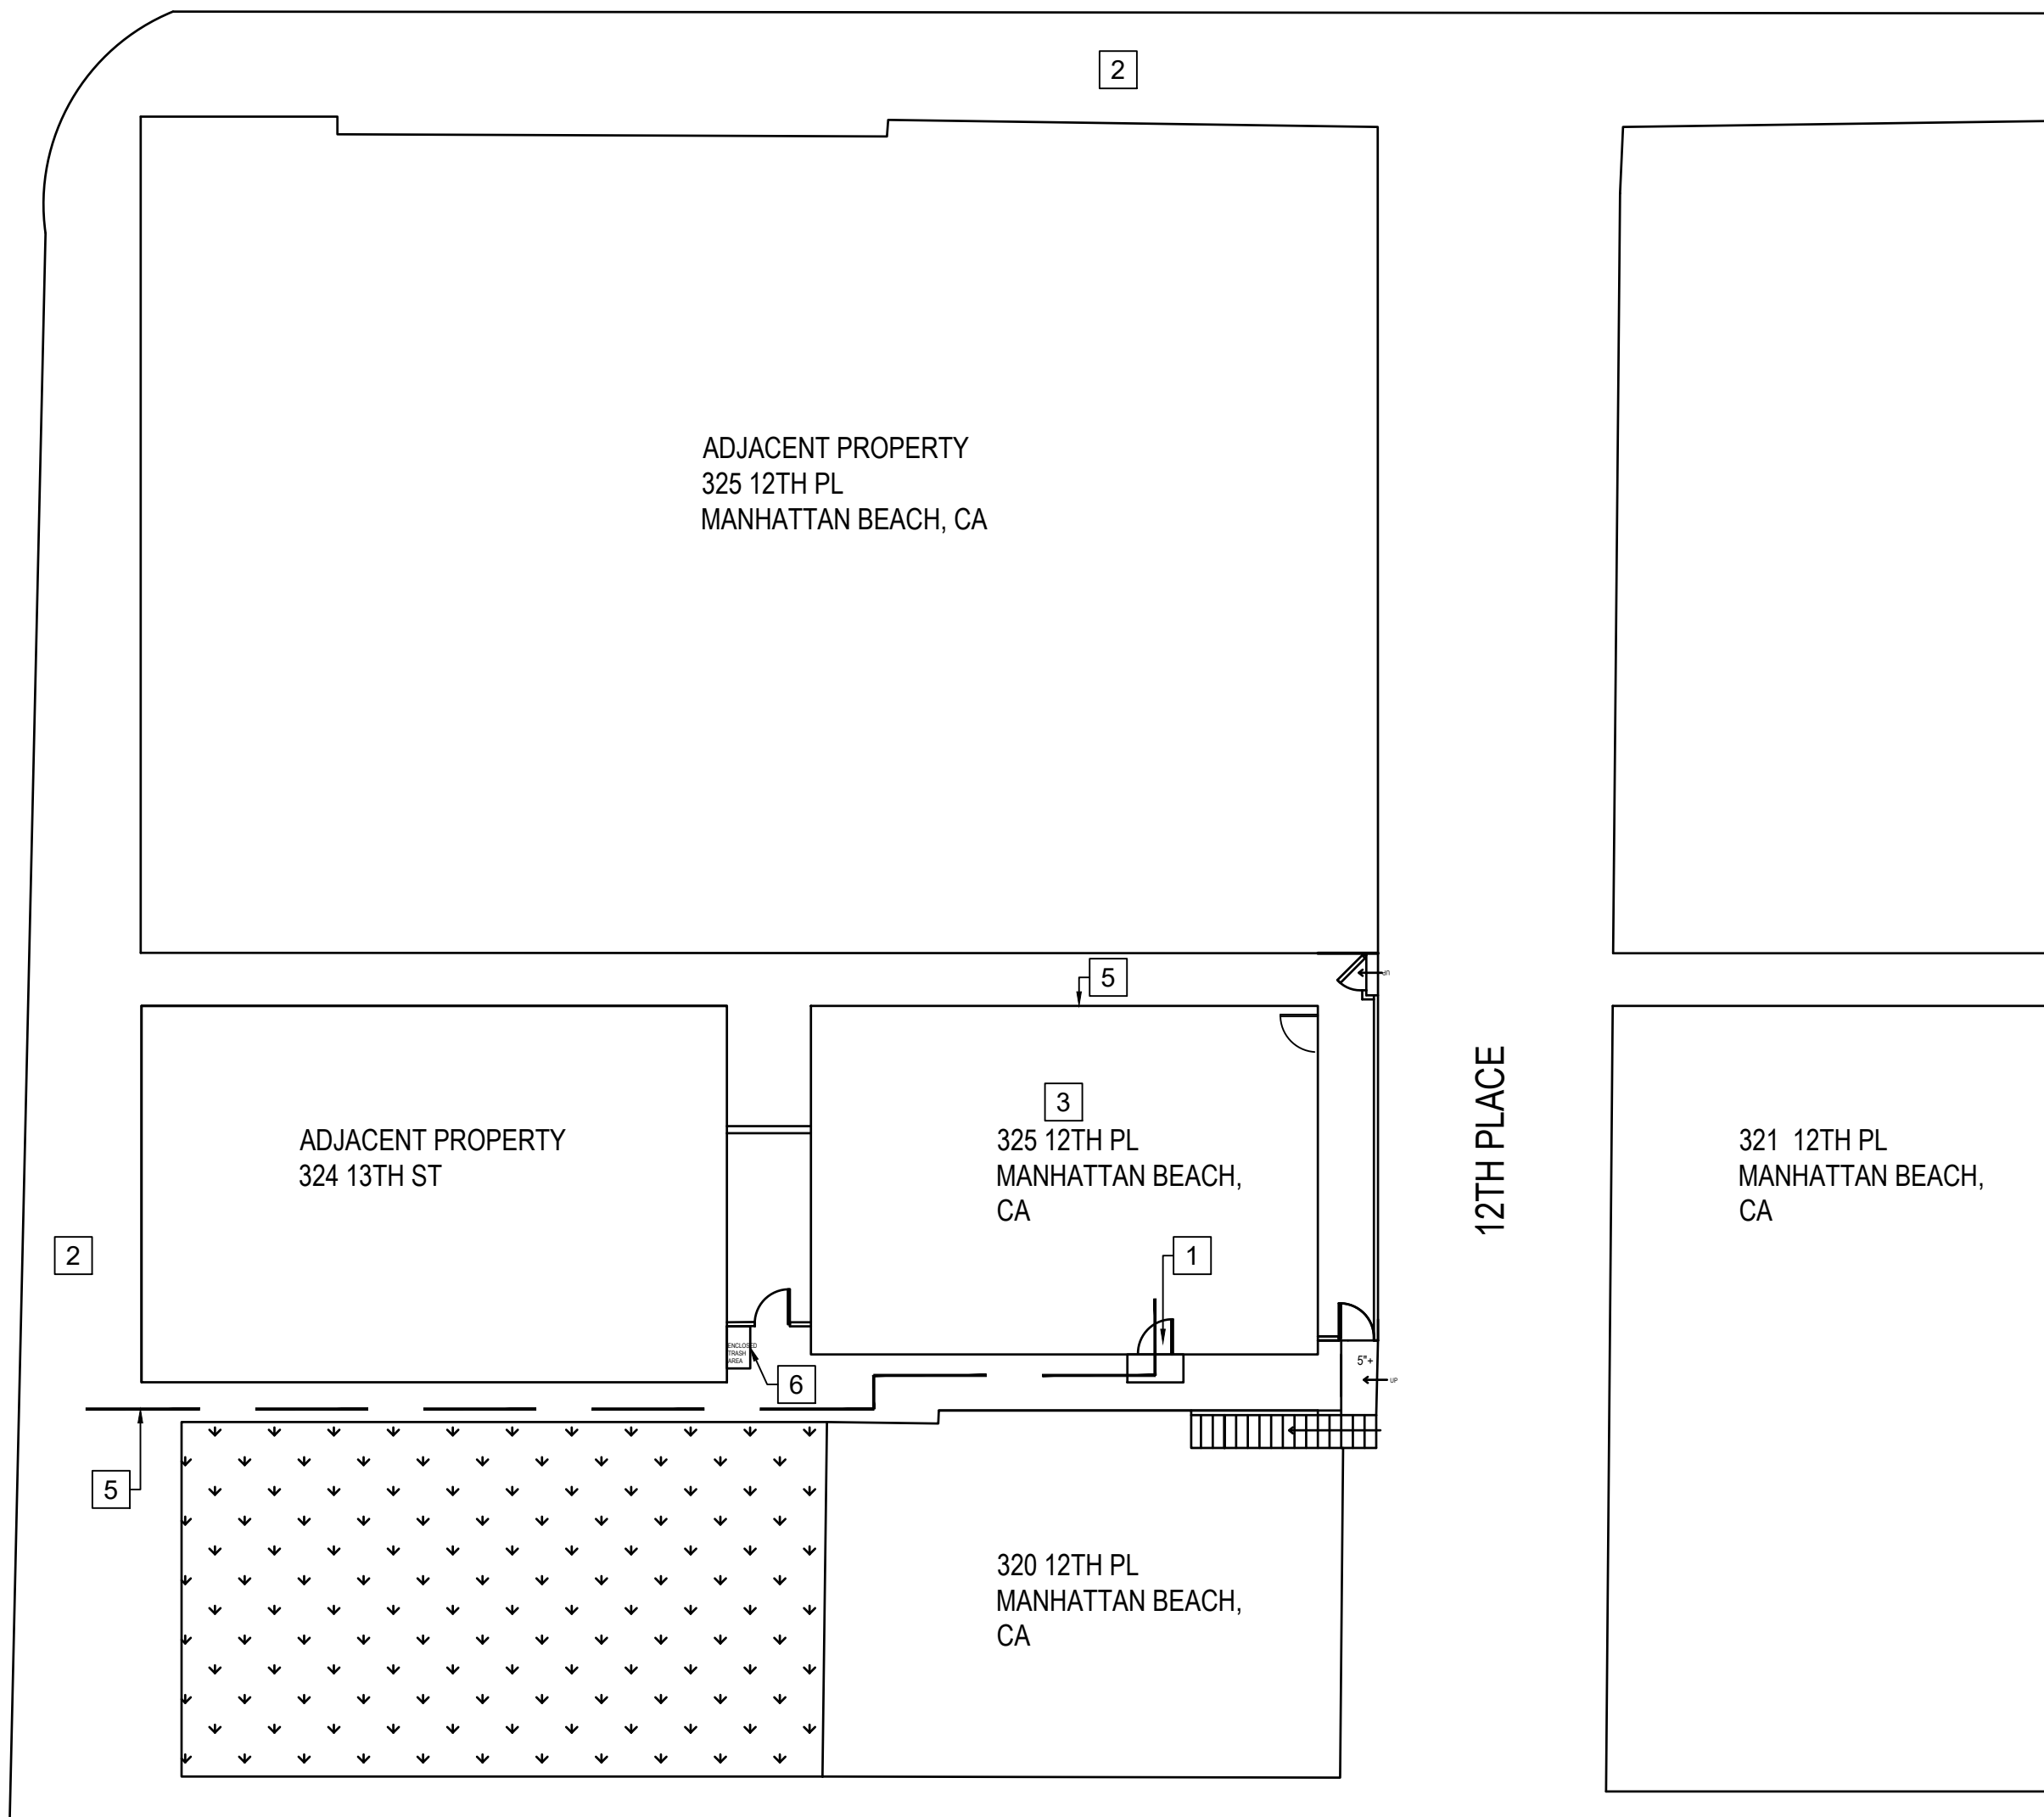 2
ADJACENT PROPERTY
325 12TH PL
MANHATTAN BEACH, CA
5
UP
3
ADJACENT PROPERTY
324 13TH ST
325 12TH PL
MANHATTAN BEACH,
CA
12TH PLACE
321 12TH PL
MANHATTAN BEACH,
CA
2
1
ENCLOSED
TRASH
AREA
6
5"+
UP
5
320 12TH PL
MANHATTAN BEACH,
CA